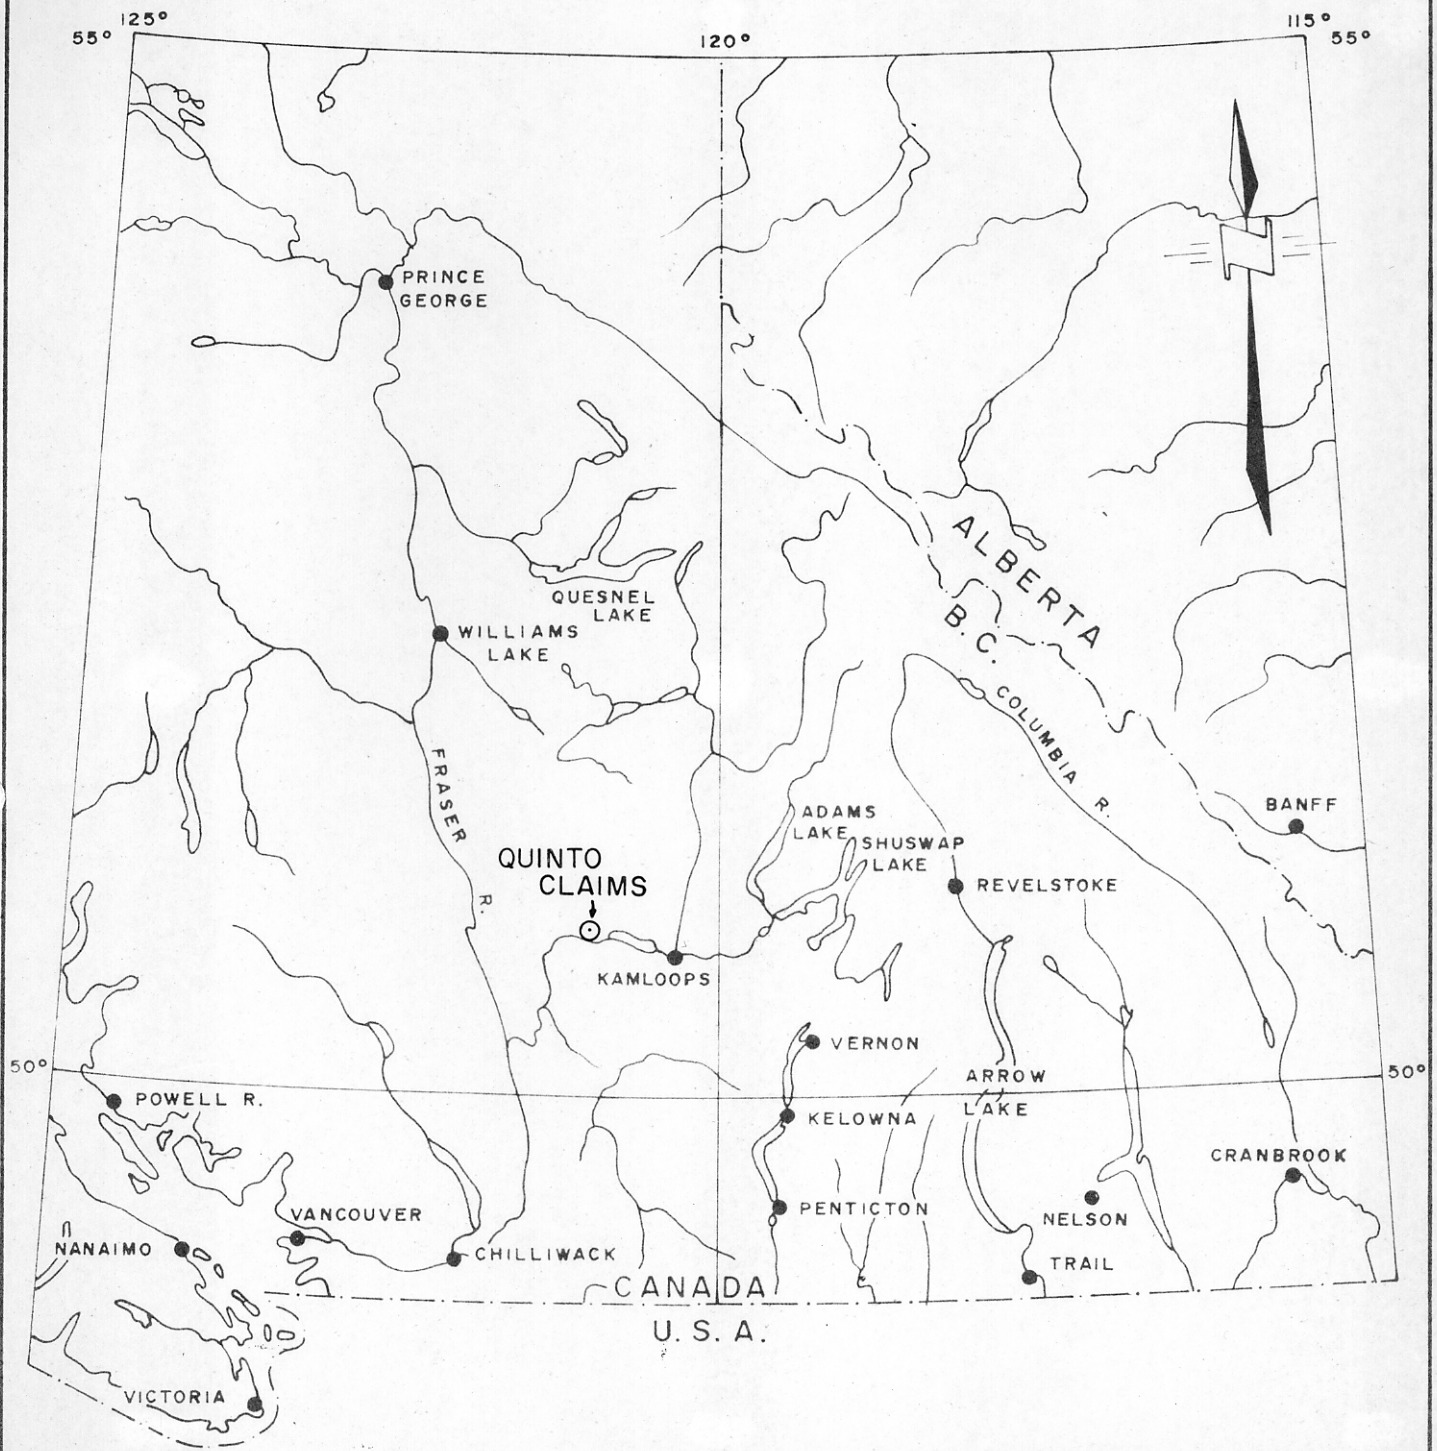 125°
115°
55°
120°
55°
PRINCE
GEORGE
ALBERTA
B.C.
QUESNEL
LAKE
WILLIAMS
LAKE
COLUMBIA R.
FRASER R.
BANFF
ADAMS
LAKE
SHUSWAP
LAKE
QUINTO
CLAIMS
REVELSTOKE
KAMLOOPS
VERNON
50°
50°
ARROW
LAKE
POWELL R.
KELOWNA
CRANBROOK
PENTICTON
NELSON
VANCOUVER
NANAIMO
CHILLIWACK
TRAIL
CANADA
U.S.A.
VICTORIA